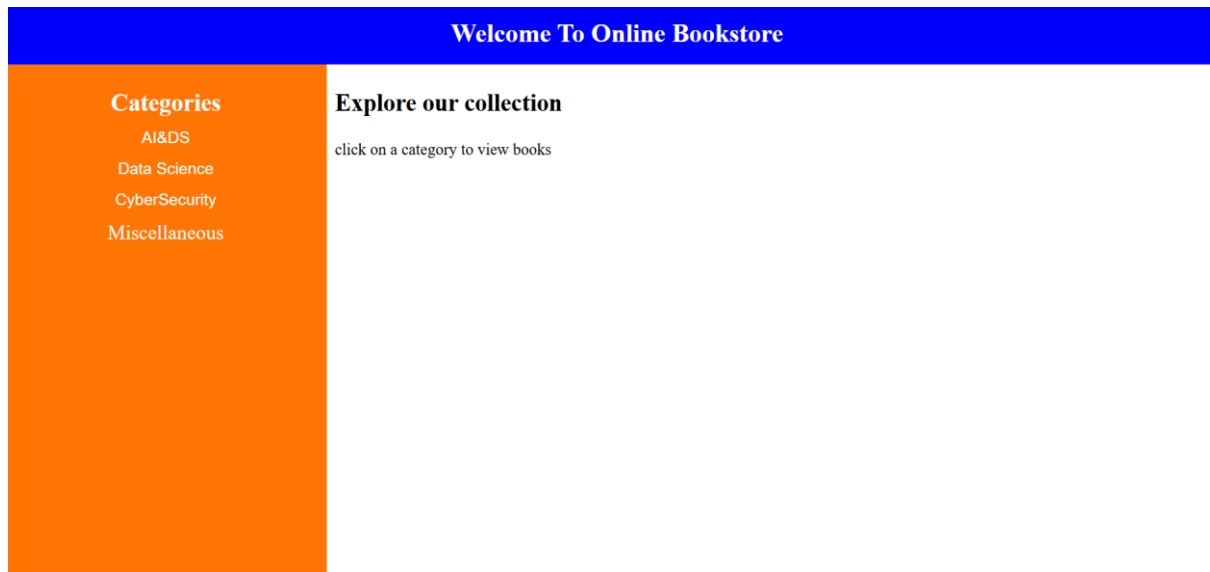 Welcome To Online Bookstore
Categories
AI&DS
Data Science
CyberSecurity
Miscellaneous
Explore our collection
click on a category to view books